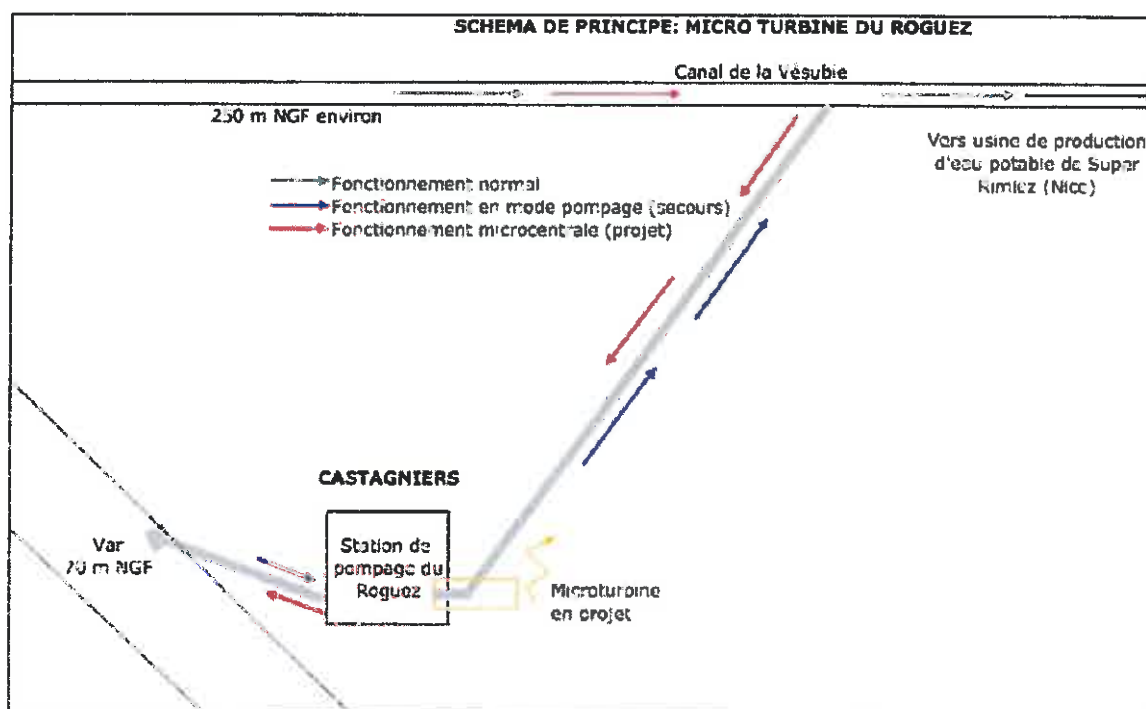 SCHEMA DE PRINCIPE: MICRO TURBINE DU ROGUEZ
Canal de la Vésubie
250 m NGF environ
Vers usine de production
d'eau potable de Super
Rimiez (Nice)
Fonctionnement normal
Fonctionnement en mode pompage (secours)
Fonctionnement microcentrale (projet)
CASTAGNIERS
Station de
pompage du
Roguez
Var
70 m NGF
Microturbine
en projet